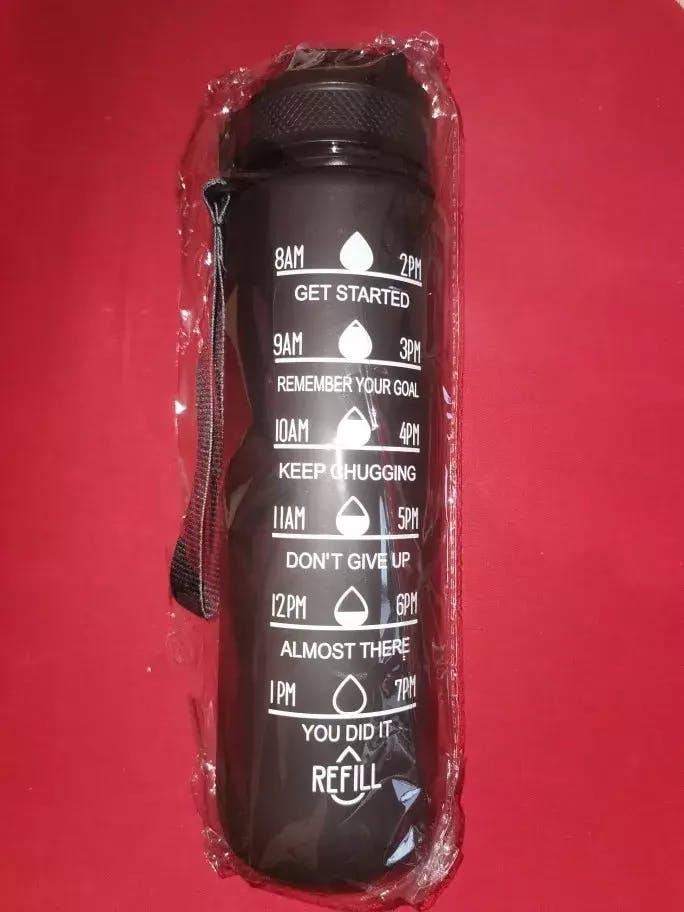 8AM 2PM
GET STARTED
9AM 3PM
REMEMBER YOUR GOAL
10AM 4PM
KEEP CHUGGING
11AM 5PM
DON'T GIVE UP
12PM 6PM
ALMOST THERE
1PM 7PM
YOU DID IT
REFILL